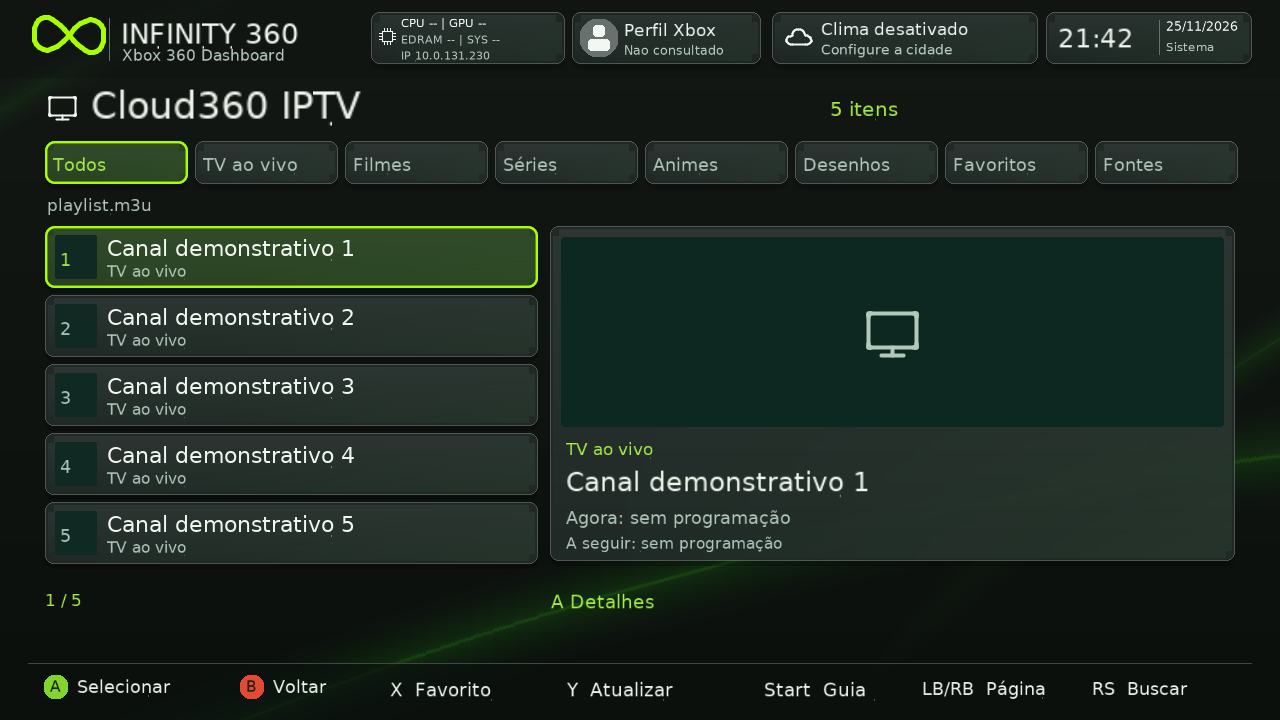 INFINITY 360
Xbox 360 Dashboard
CPU -- | GPU --
EDRAM -- | SYS --
IP 10.0.131.230
Perfil Xbox
Nao consultado
Clima desativado
Configure a cidade
21:42
25/11/2026
Sistema
Cloud360 IPTV
5 itens
Todos
TV ao vivo
Filmes
Séries
Animes
Desenhos
Favoritos
Fontes
playlist.m3u
1
Canal demonstrativo 1
TV ao vivo
2
Canal demonstrativo 2
TV ao vivo
3
Canal demonstrativo 3
TV ao vivo
4
Canal demonstrativo 4
TV ao vivo
5
Canal demonstrativo 5
TV ao vivo
TV ao vivo
Canal demonstrativo 1
Agora: sem programação
A seguir: sem programação
1 / 5
A Detalhes
A Selecionar
B Voltar
X Favorito
Y Atualizar
Start Guia
LB/RB Página
RS Buscar